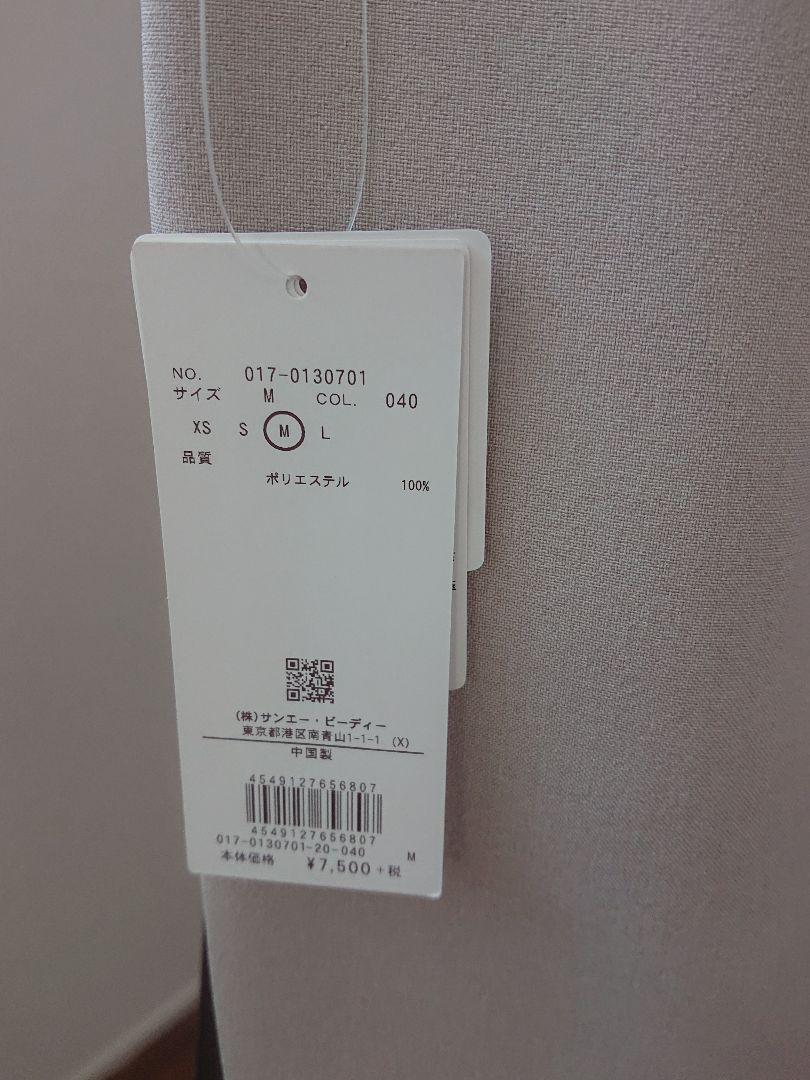 NO. 017-0130701
サイズ M COL. 040
XS S M L
品質
ポリエステル 100%
(株)サンエー・ビーディー
東京都港区南青山1-1-1 (X)
中国製
4549127656807
4549127656807
017-0130701-20-040 M
本体価格 ¥7,500+税